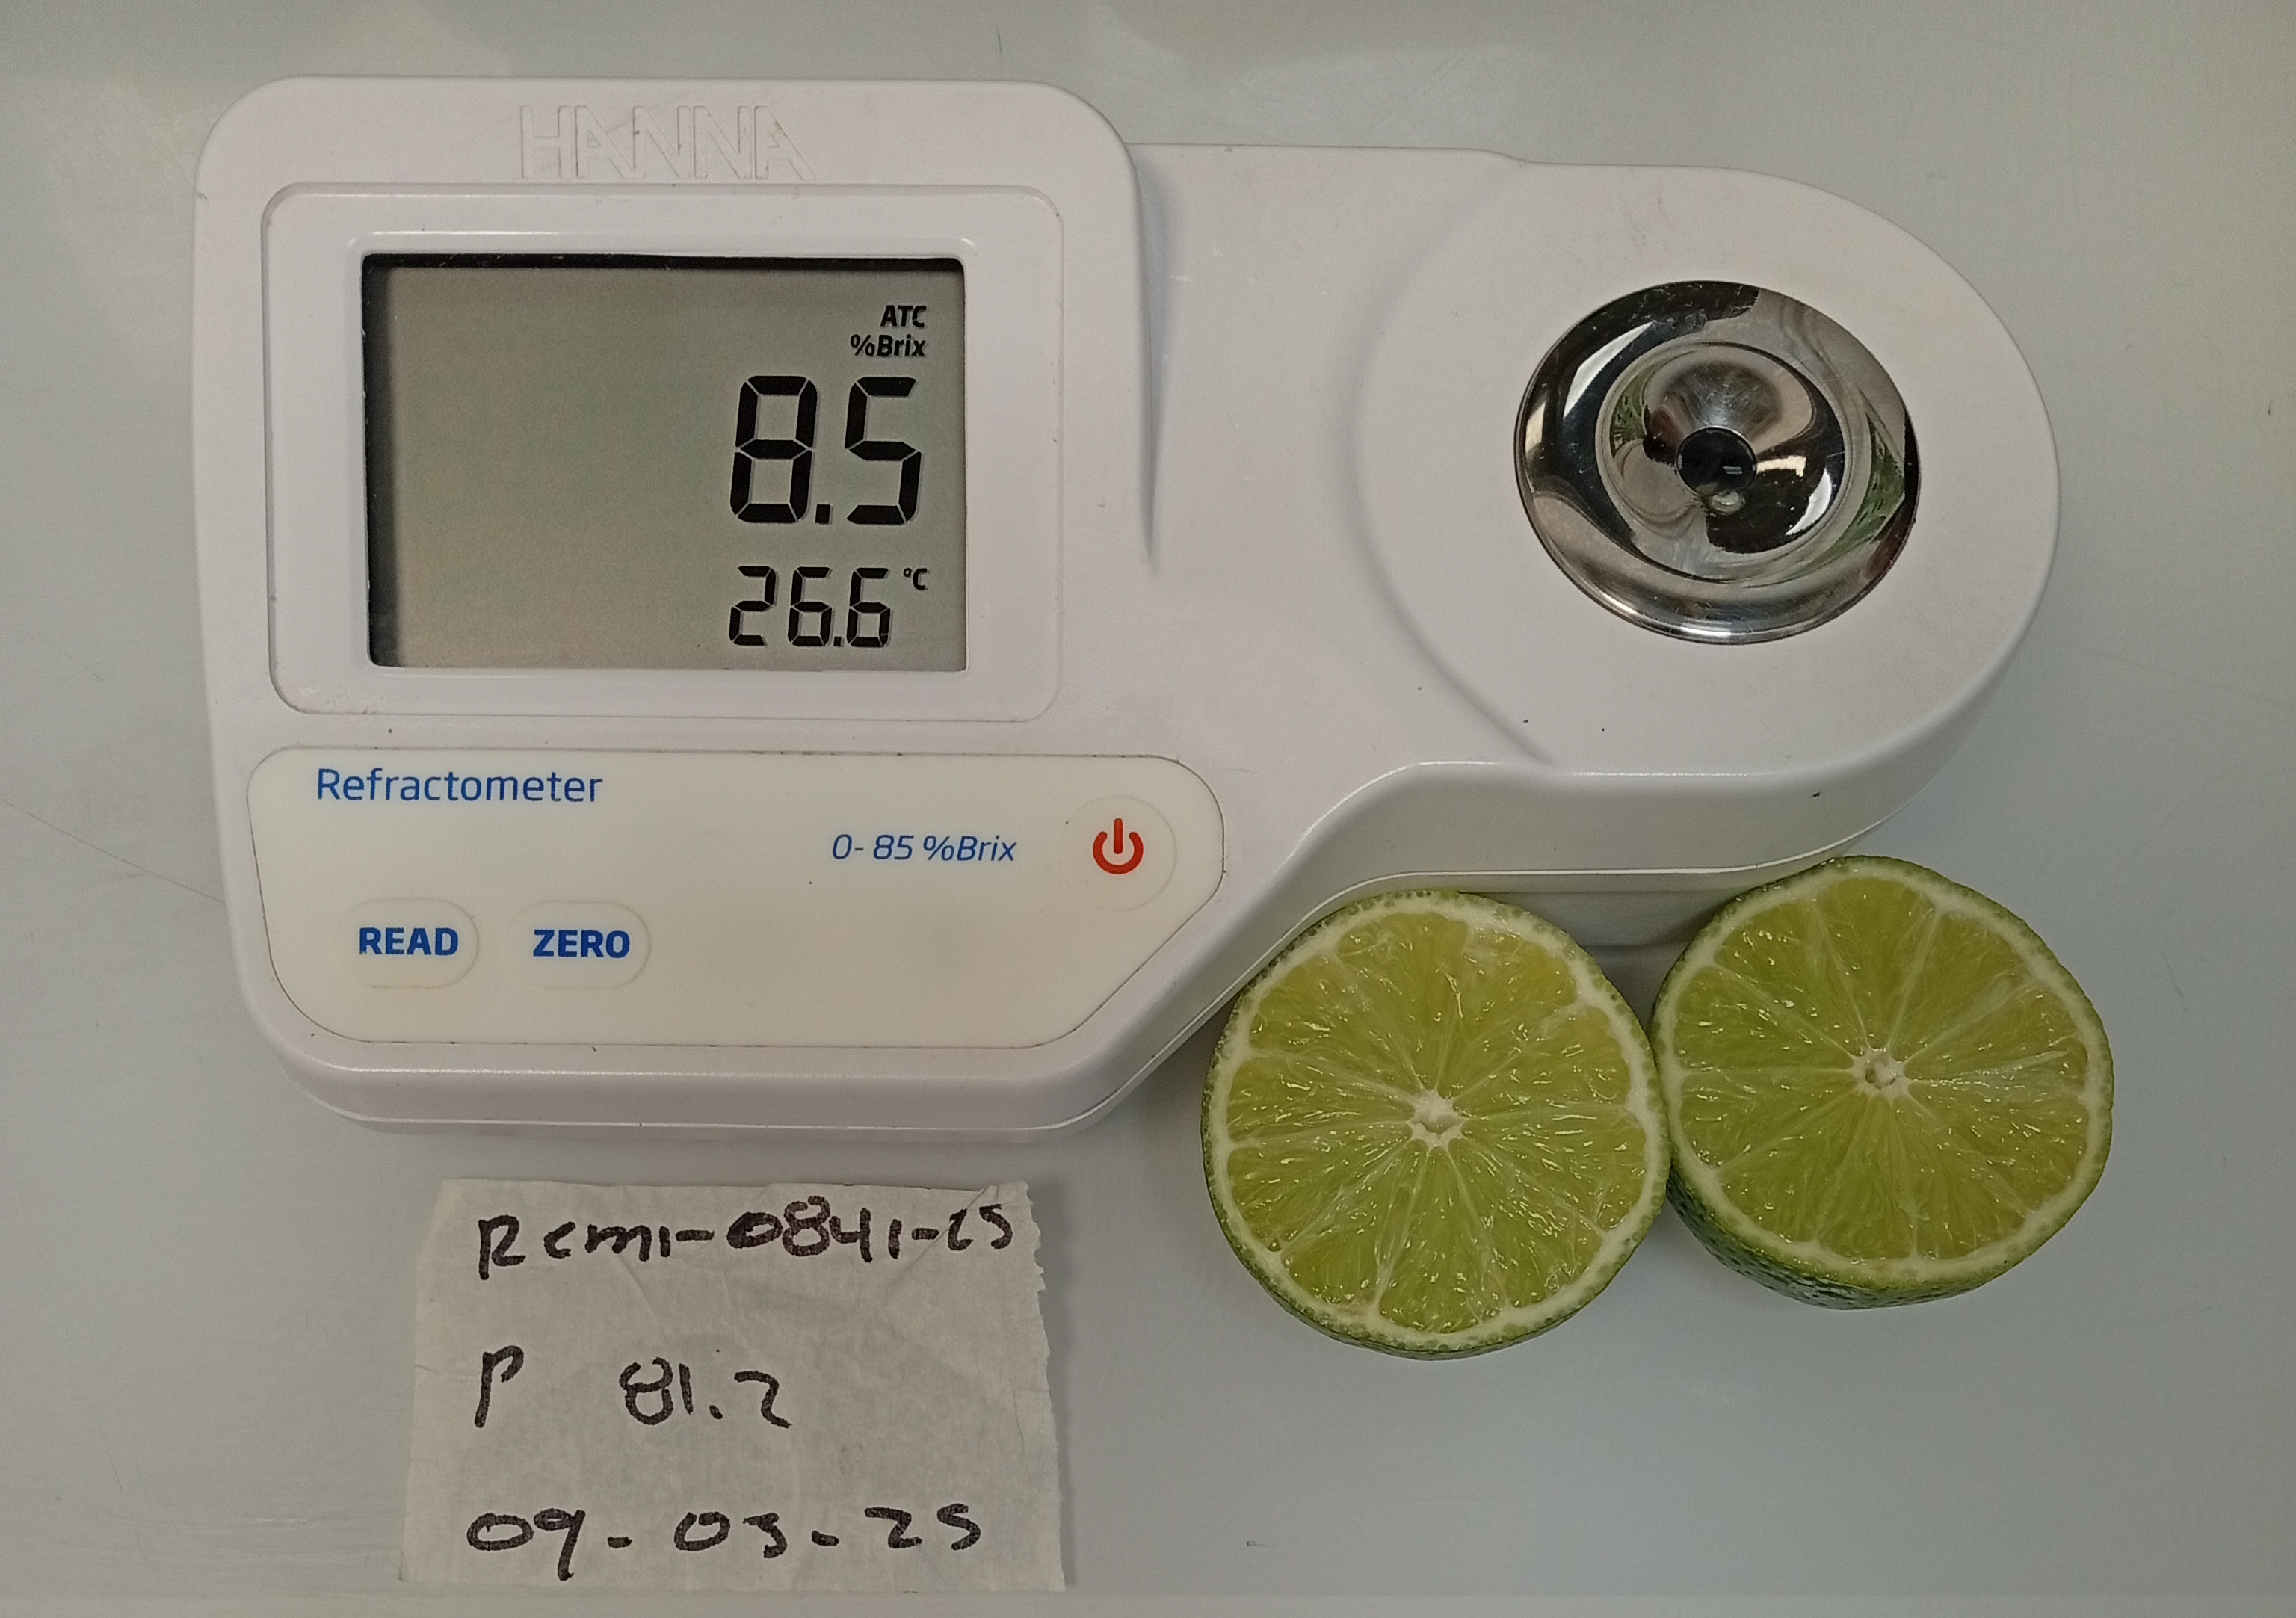 HANNA
ATC
%Brix
8.5
26.6 °C
Refractometer
0- 85 %Brix
READ ZERO
Rcm1-0841-25
P 81.2
09-03-25